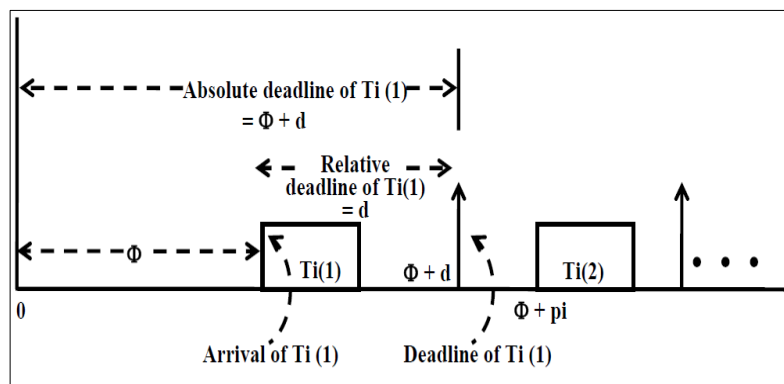 Absolute deadline of Ti (1)
= Φ + d
Relative
deadline of Ti(1)
= d
Φ
Ti(1)
Φ + d
Ti(2)
0
Φ + pi
Arrival of Ti (1)
Deadline of Ti (1)